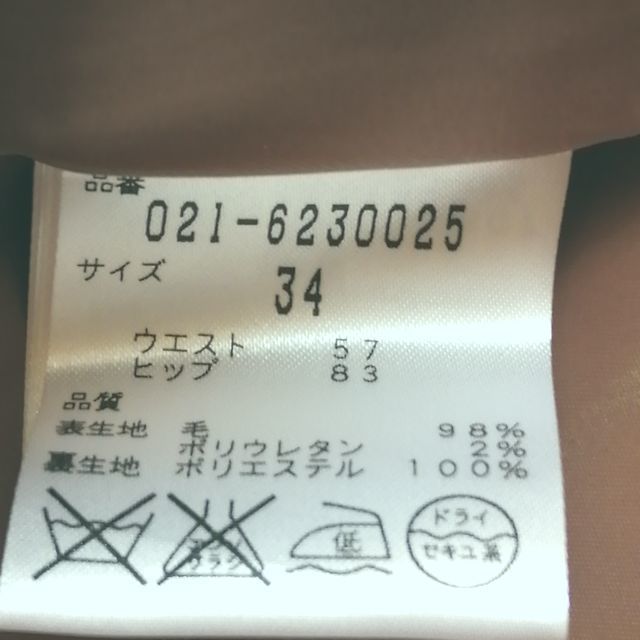 品番
021-6230025
サイズ
34
ウエスト 57
ヒップ 83
品質
表生地 毛 98%
ポリウレタン 2%
裏生地 ポリエステル 100%
低
ドライ
セキユ系